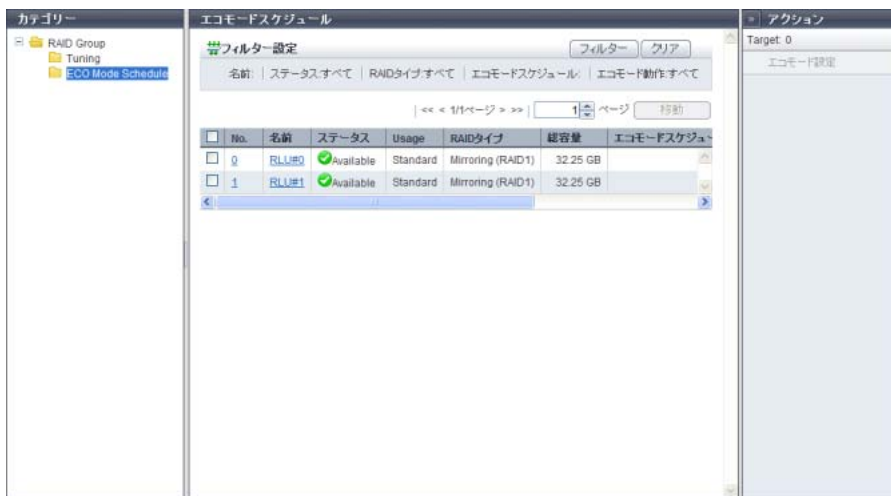 カテゴリー
RAID Group
Tuning
ECO Mode Schedule
エコモードスケジュール
フィルター設定
フィルター
クリア
名前: | ステータス:すべて | RAIDタイプ:すべて | エコモードスケジュール: | エコモード動作:すべて
| << < 1/1ページ > >> | 1 ページ 移動
No. 名前 ステータス Usage RAIDタイプ 総容量 エコモードスケジュー
0 RLU#0 Available Standard Mirroring (RAID1) 32.25 GB
1 RLU#1 Available Standard Mirroring (RAID1) 32.25 GB
アクション
Target: 0
エコモード設定